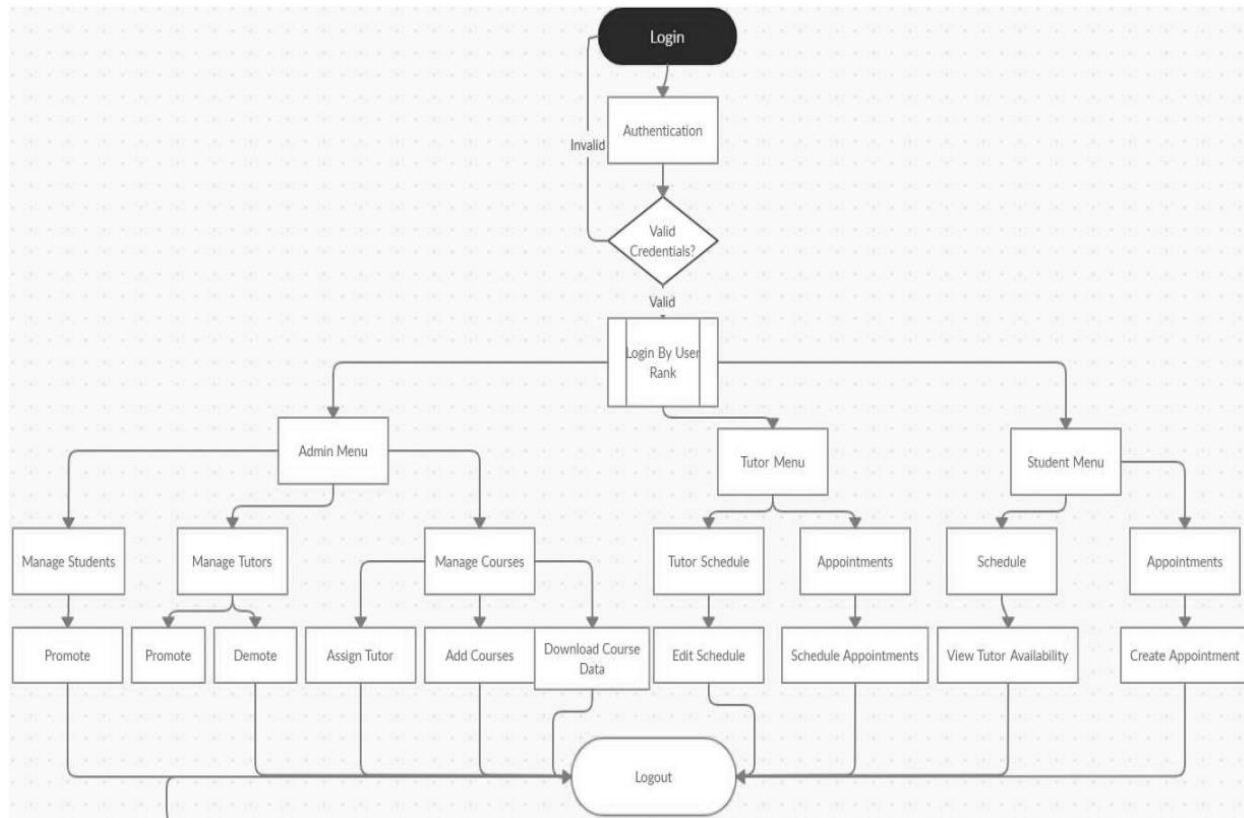 Login
Authentication
Invalid
Valid
Credentials?
Valid
Login By User
Rank
Admin Menu
Tutor Menu
Student Menu
Manage Students
Manage Tutors
Manage Courses
Tutor Schedule
Appointments
Schedule
Appointments
Promote
Promote
Demote
Assign Tutor
Add Courses
Download Course
Data
Edit Schedule
Schedule Appointments
View Tutor Availability
Create Appointment
Logout